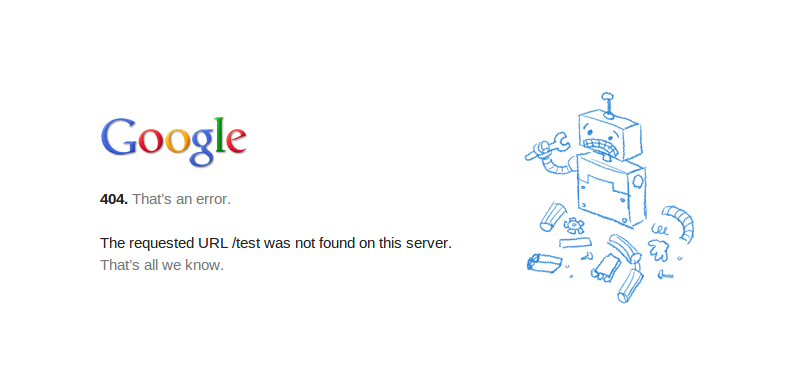 Google
404. That's an error.
The requested URL /test was not found on this server.
That's all we know.